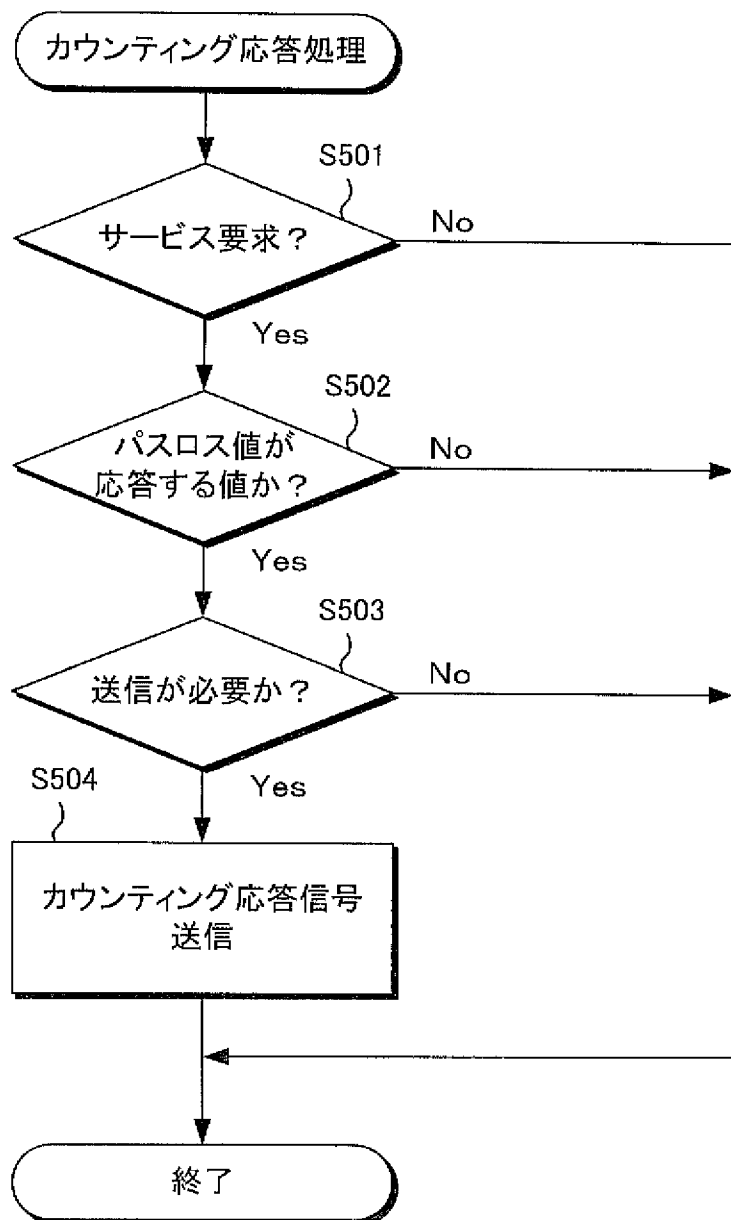 カウンティング応答処理
S501
サービス要求？
No
Yes
S502
パスロス値が
応答する値か？
No
Yes
S503
送信が必要か？
No
Yes
S504
カウンティング応答信号
送信
終了